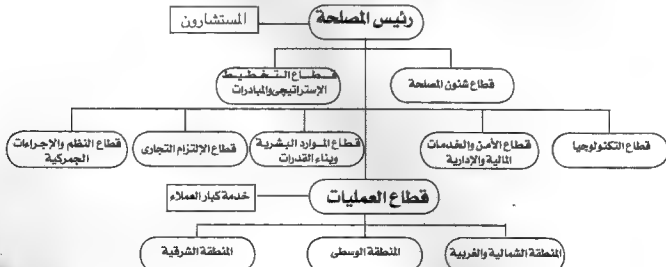 رئيس المصلحة
المستشارون
قطاع شئون المصلحة
قطاع التخطيط
الإستراتيجى والمبادرات
قطاع التكنولوجيا
قطاع الأمن والخدمات
المالية والإدارية
قطاع الموارد البشرية
وبناء القدرات
قطاع الإلتزام التجارى
قطاع النظم والإجراءات
الجمركية
قطاع العمليات
خدمة كبار العملاء
المنطقة الشمالية والغربية
المنطقة الوسطى
المنطقة الشرقية